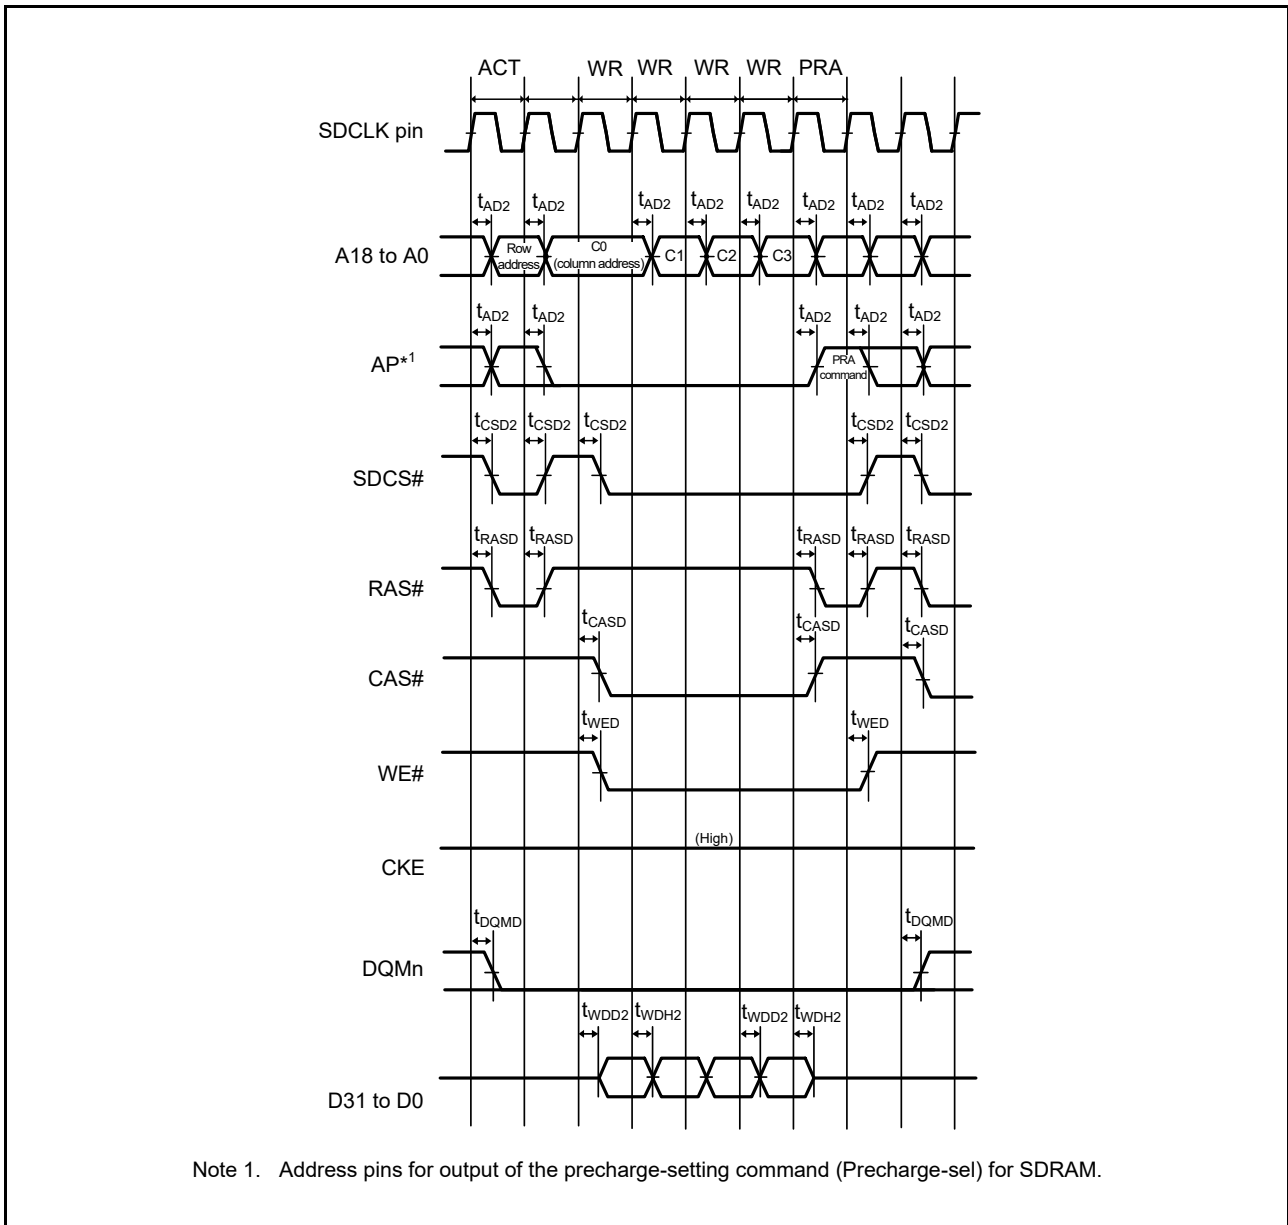 ACT WR WR WR WR PRA
SDCLK pin
tAD2 tAD2 tAD2 tAD2 tAD2 tAD2 tAD2 tAD2
A18 to A0
Row address
C0 (column address)
C1 C2 C3
tAD2 tAD2 tAD2 tAD2 tAD2
AP*1
PRA command
tCSD2 tCSD2 tCSD2 tCSD2 tCSD2
SDCS#
tRASD tRASD tRASD tRASD tRASD
RAS#
tCASD tCASD tCASD
CAS#
tWED tWED
WE#
(High)
CKE
tDQMD tDQMD
DQMn
tWDD2 tWDH2 tWDD2 tWDH2
D31 to D0
Note 1. Address pins for output of the precharge-setting command (Precharge-sel) for SDRAM.